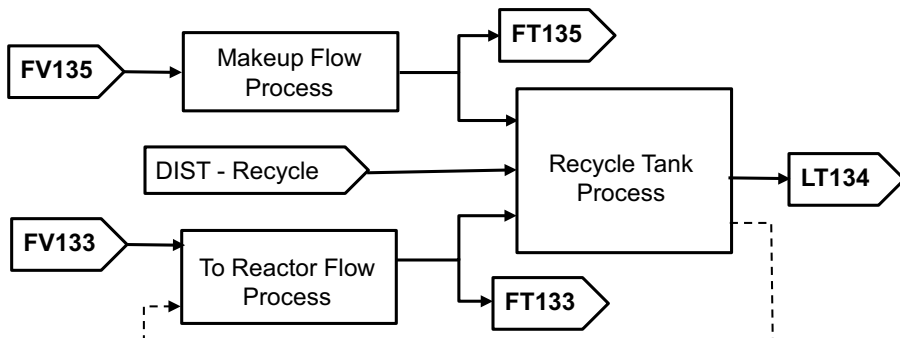 FT135
FV135
Makeup Flow
Process
DIST - Recycle
Recycle Tank
Process
LT134
FV133
To Reactor Flow
Process
FT133